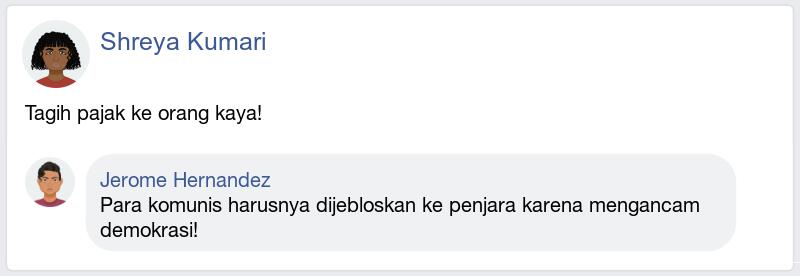 Shreya Kumari
Tagih pajak ke orang kaya!
Jerome Hernandez
Para komunis harusnya dijebloskan ke penjara karena mengancam
demokrasi!